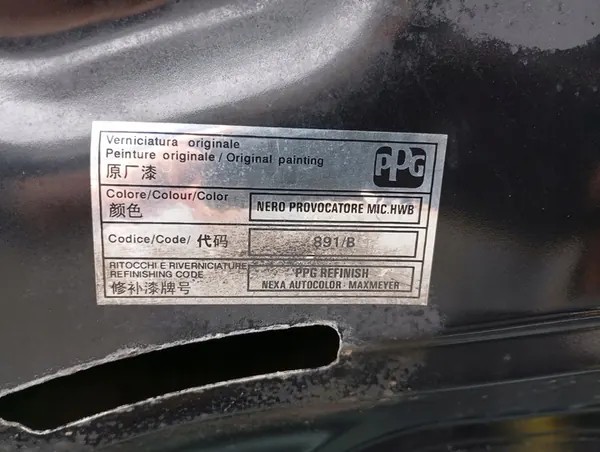 Verniciatura originale
Peinture originale / Original painting
原厂漆
PPG
Colore/Colour/Color
颜色
NERO PROVOCATORE MIC.HWB
Codice/Code/ 代码
891/B
RITOCCHI E RIVERNICIATURE
REFINISHING CODE
修补漆牌号
PPG REFINISH
NEXA AUTOCOLOR - MAXMEYER